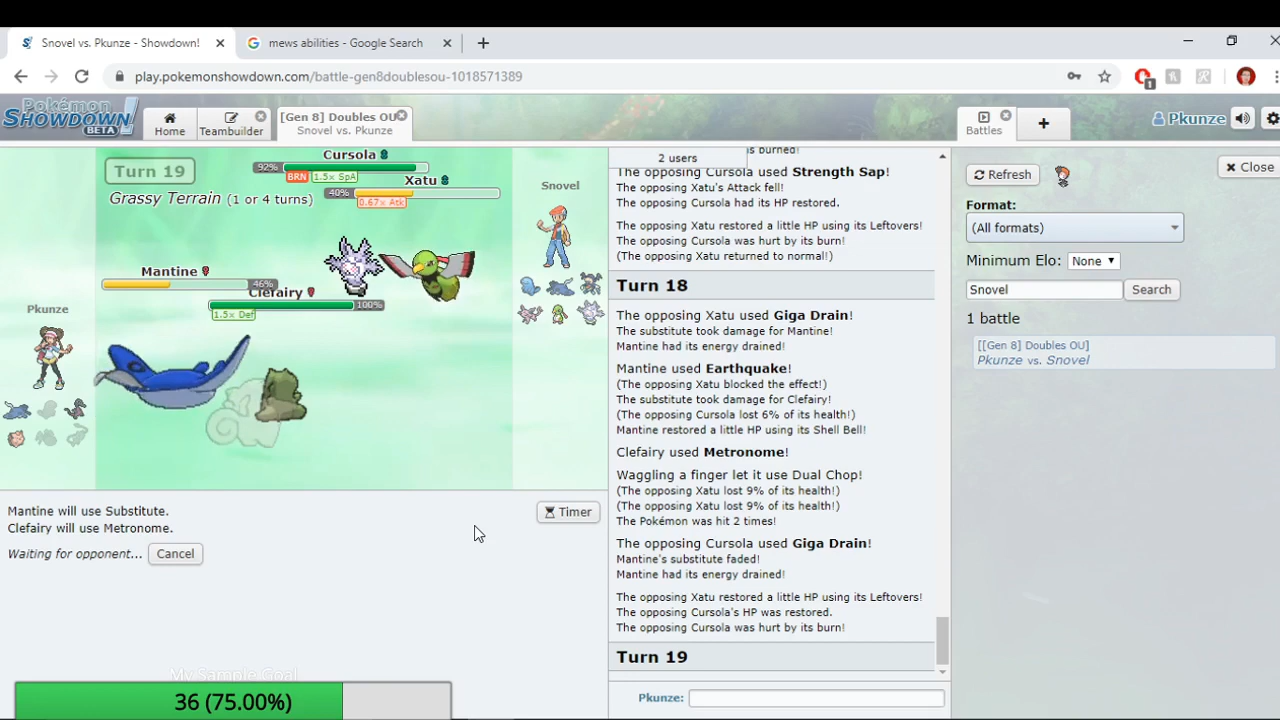 Snovel vs. Pkunze - Showdown!
mews abilities - Google Search
play.pokemonshowdown.com/battle-gen8doublesou-1018571389
1
Pokémon
SHOWDOWN!
BETA
Home
Teambuilder
[Gen 8] Doubles OU
Snovel vs. Pkunze
Battles
Pkunze
Turn 19
Grassy Terrain (1 or 4 turns)
Cursola
92%
BRN 1.5× SpA
Xatu
40%
0.67× Atk
Mantine
46%
Clefairy
100%
1.5× Def
Snovel
Pkunze
Mantine will use Substitute.
Clefairy will use Metronome.
Waiting for opponent... Cancel
Timer
My Sample Goal
36 (75.00%)
2 users
is burned!
The opposing Cursola used Strength Sap!
The opposing Xatu's Attack fell!
The opposing Cursola had its HP restored.
The opposing Xatu restored a little HP using its Leftovers!
The opposing Cursola was hurt by its burn!
(The opposing Xatu returned to normal!)
Turn 18
The opposing Xatu used Giga Drain!
The substitute took damage for Mantine!
Mantine had its energy drained!
Mantine used Earthquake!
(The opposing Xatu blocked the effect!)
The substitute took damage for Clefairy!
(The opposing Cursola lost 6% of its health!)
Mantine restored a little HP using its Shell Bell!
Clefairy used Metronome!
Waggling a finger let it use Dual Chop!
(The opposing Xatu lost 9% of its health!)
(The opposing Xatu lost 9% of its health!)
The Pokémon was hit 2 times!
The opposing Cursola used Giga Drain!
Mantine's substitute faded!
Mantine had its energy drained!
The opposing Xatu restored a little HP using its Leftovers!
The opposing Cursola's HP was restored.
The opposing Cursola was hurt by its burn!
Turn 19
Pkunze:
Refresh
Close
Format:
(All formats)
Minimum Elo: None
Snovel
Search
1 battle
[[Gen 8] Doubles OU]
Pkunze vs. Snovel